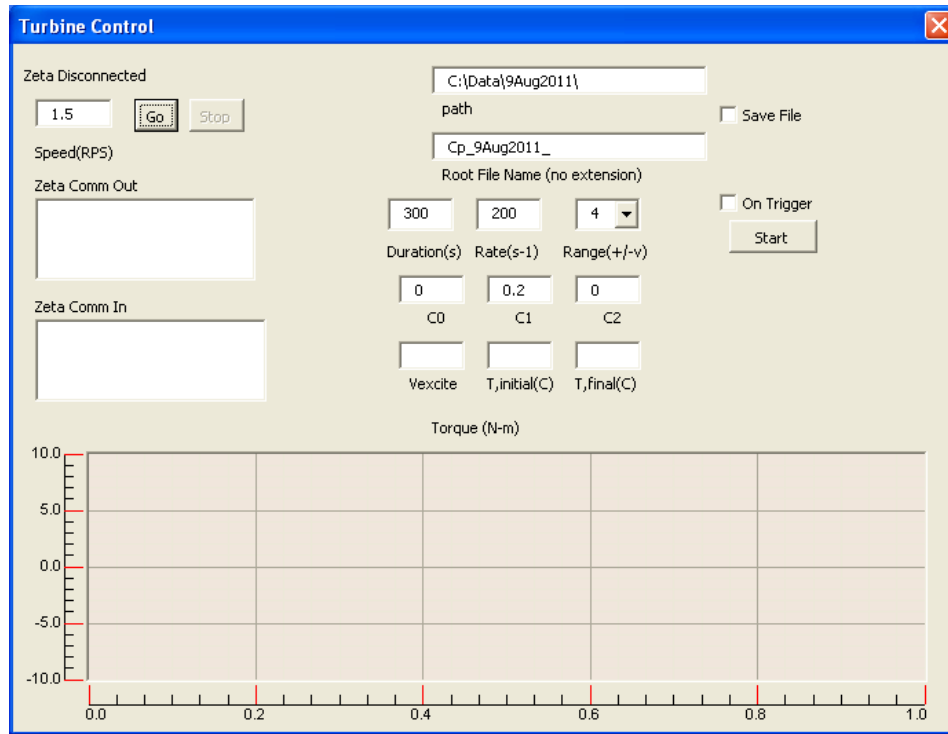 Turbine Control
Zeta Disconnected
1.5
Go
Stop
Speed(RPS)
Zeta Comm Out
Zeta Comm In
C:\Data\9Aug2011\
path
Cp_9Aug2011_
Root File Name (no extension)
Save File
On Trigger
Start
300 200 4
Duration(s) Rate(s-1) Range(+/-v)
0 0.2 0
C0 C1 C2
Vexcite T,initial(C) T,final(C)
Torque (N-m)
10.0
5.0
0.0
-5.0
-10.0
0.0 0.2 0.4 0.6 0.8 1.0